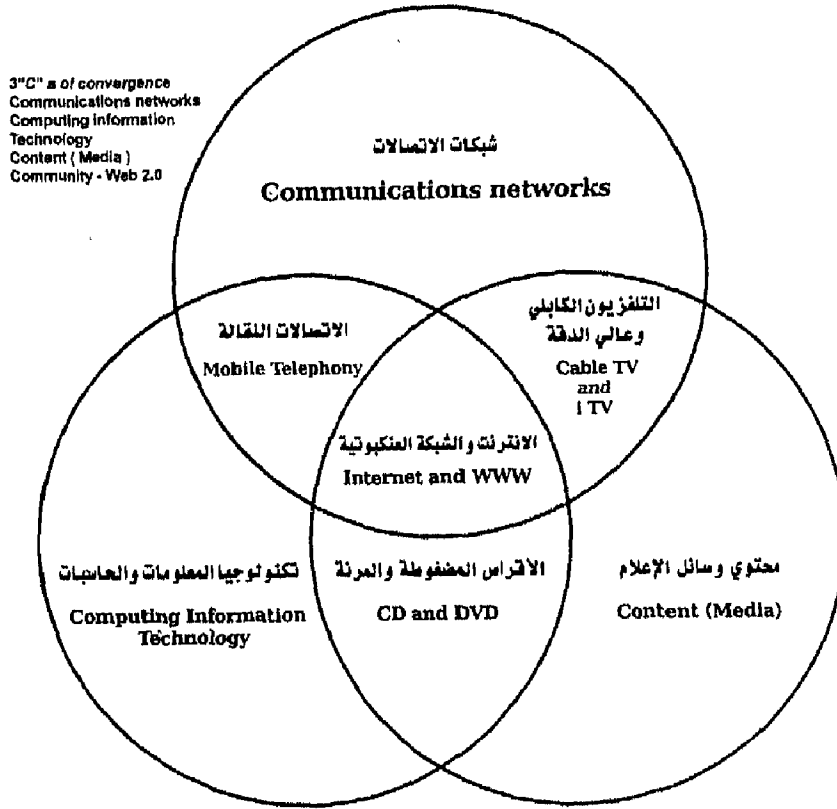 3"C" s of convergence
Communications networks
Computing information
Technology
Content ( Media )
Community - Web 2.0
شبكات الاتصالات
Communications networks
التلفزيون الكابلي
وعالي الدقة
Cable TV
and
i TV
الاتصالات النقالة
Mobile Telephony
الانترنت والشبكة العنكبوتية
Internet and WWW
تكنولوجيا المعلومات والحاسبات
Computing Information
Technology
الأقراص المضغوطة والمرنة
CD and DVD
محتوي وسائل الإعلام
Content (Media)